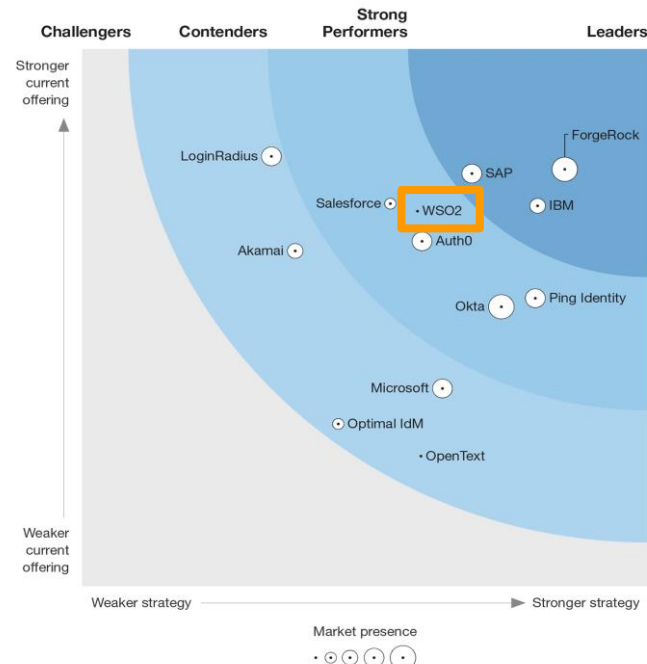 Challengers
Contenders
Strong
Performers
Leaders
Stronger
current
offering
ForgeRock
LoginRadius
SAP
Salesforce
WSO2
IBM
Auth0
Akamai
Okta
Ping Identity
Microsoft
Optimal IdM
OpenText
Weaker
current
offering
Weaker strategy
Stronger strategy
Market presence